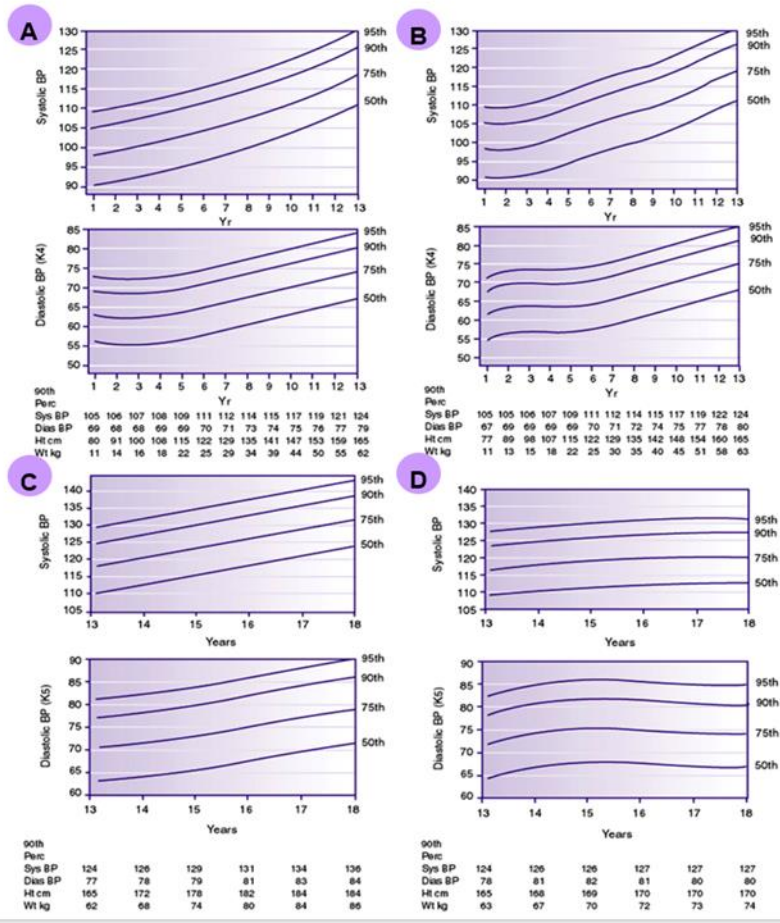 A
Systolic BP
130
125
120
115
110
105
100
95
90
95th
90th
75th
50th
1 2 3 4 5 6 7 8 9 10 11 12 13
Yr
Diastolic BP (K4)
85
80
75
70
65
60
55
50
95th
90th
75th
50th
1 2 3 4 5 6 7 8 9 10 11 12 13
Yr
90th
Perc
Sys BP 105 106 107 108 109 111 112 114 115 117 119 121 124
Dias BP 69 68 68 69 69 70 71 73 74 75 76 77 79
Ht cm 80 91 100 108 115 122 129 135 141 147 153 159 165
Wt kg 11 14 16 18 22 25 29 34 39 44 50 55 62
B
Systolic BP
130
125
120
115
110
105
100
95
90
95th
90th
75th
50th
1 2 3 4 5 6 7 8 9 10 11 12 13
Yr
Diastolic BP (K4)
85
80
75
70
65
60
55
50
95th
90th
75th
50th
1 2 3 4 5 6 7 8 9 10 11 12 13
Yr
90th
Perc
Sys BP 105 105 106 107 109 111 112 114 115 117 119 122 124
Dias BP 67 69 69 69 69 70 71 72 74 75 77 78 80
Ht cm 77 89 98 107 115 122 129 135 142 148 154 160 165
Wt kg 11 13 15 18 22 25 30 35 40 45 51 58 63
C
Systolic BP
140
135
130
125
120
115
110
105
95th
90th
75th
50th
13 14 15 16 17 18
Years
Diastolic BP (K5)
90
85
80
75
70
65
60
95th
90th
75th
50th
13 14 15 16 17 18
Years
90th
Perc
Sys BP 124 126 129 131 134 136
Dias BP 77 78 79 81 83 84
Ht cm 165 172 178 182 184 184
Wt kg 62 68 74 80 84 86
D
Systolic BP
140
135
130
125
120
115
110
105
95th
90th
75th
50th
13 14 15 16 17 18
Years
Diastolic BP (K5)
90
85
80
75
70
65
60
95th
90th
75th
50th
13 14 15 16 17 18
Years
90th
Perc
Sys BP 124 126 126 127 127 127
Dias BP 78 81 82 81 80 80
Ht cm 165 168 169 170 170 170
Wt kg 63 67 70 72 73 74